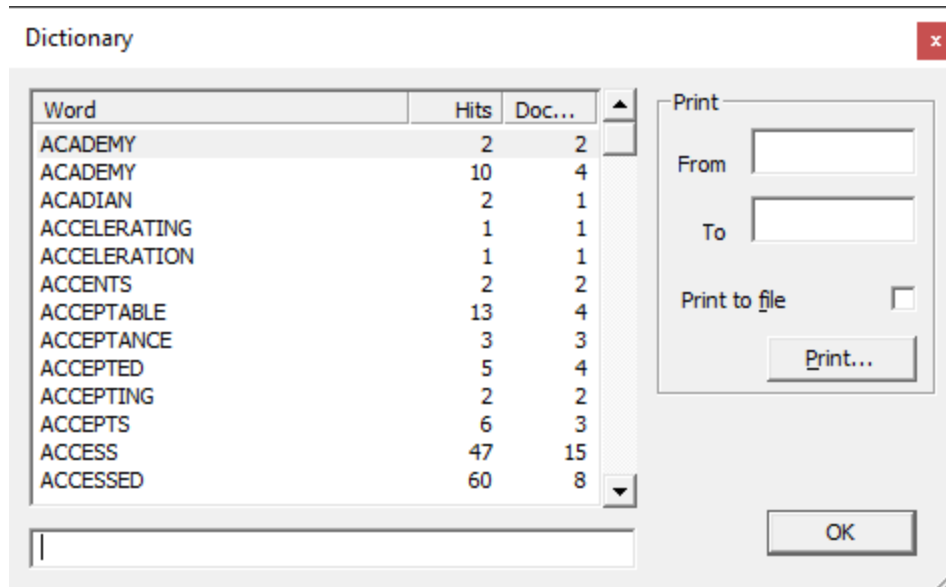 Dictionary
x
Word Hits Doc...
ACADEMY 2 2
ACADEMY 10 4
ACADIAN 2 1
ACCELERATING 1 1
ACCELERATION 1 1
ACCENTS 2 2
ACCEPTABLE 13 4
ACCEPTANCE 3 3
ACCEPTED 5 4
ACCEPTING 2 2
ACCEPTS 6 3
ACCESS 47 15
ACCESSED 60 8
Print
From
To
Print to file
Print...
OK